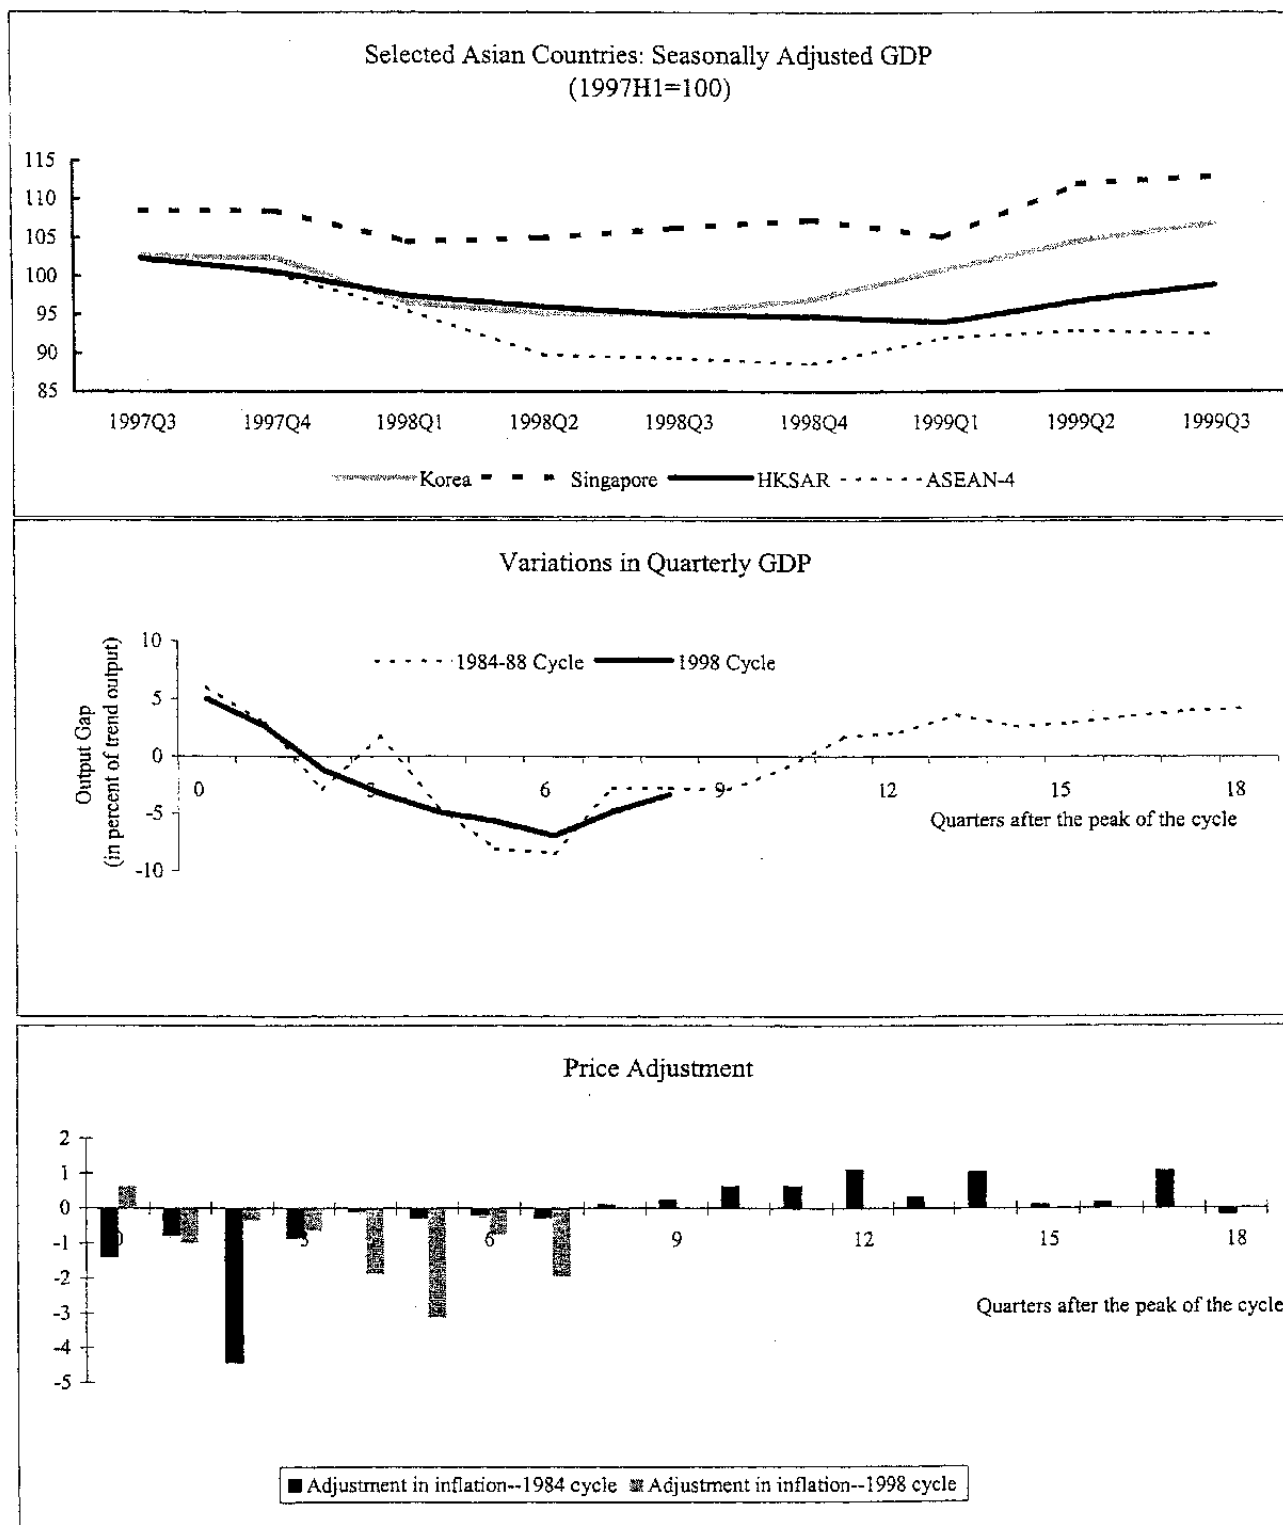 Selected Asian Countries: Seasonally Adjusted GDP
(1997H1=100)
115
110
105
100
95
90
85
1997Q3 1997Q4 1998Q1 1998Q2 1998Q3 1998Q4 1999Q1 1999Q2 1999Q3
Korea Singapore HKSAR ASEAN-4
Variations in Quarterly GDP
Output Gap
(in percent of trend output)
10
5
0
-5
-10
1984-88 Cycle 1998 Cycle
0 3 6 9 12 15 18
Quarters after the peak of the cycle
Price Adjustment
2
1
0
-1
-2
-3
-4
-5
0 3 6 9 12 15 18
Quarters after the peak of the cycle
Adjustment in inflation--1984 cycle Adjustment in inflation--1998 cycle